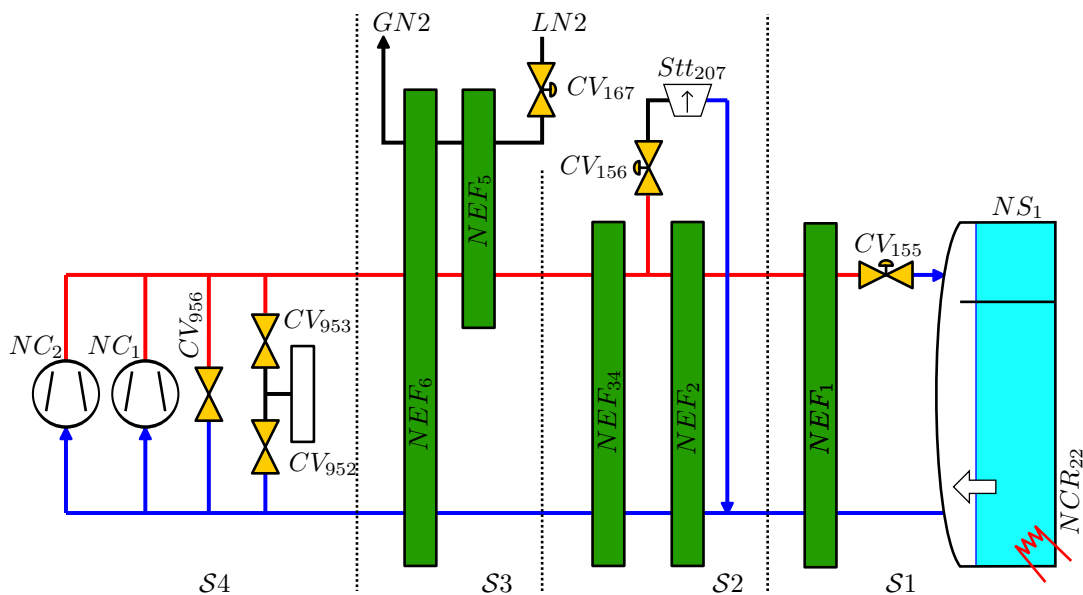 GN2
LN2
Stt207
CV167
CV156
NS1
CV155
NEF5
CV956
CV953
NC2
NC1
NEF6
NEF34
NEF2
NEF1
CV952
NCR22
S4
S3
S2
S1